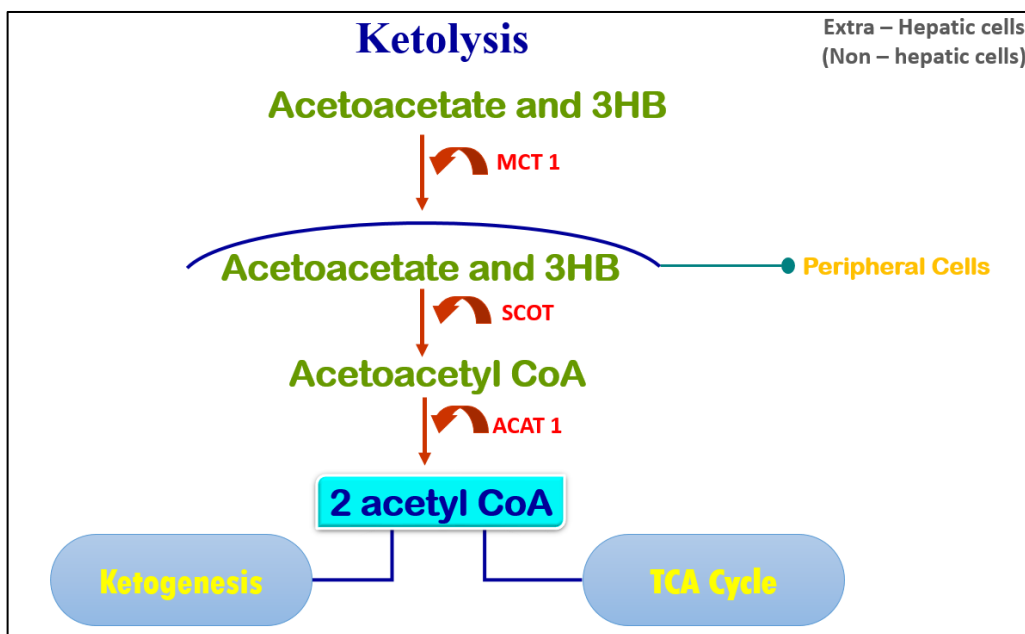 Ketolysis
Extra – Hepatic cells
(Non – hepatic cells)
Acetoacetate and 3HB
MCT 1
Acetoacetate and 3HB
Peripheral Cells
SCOT
Acetoacetyl CoA
ACAT 1
2 acetyl CoA
Ketogenesis
TCA Cycle